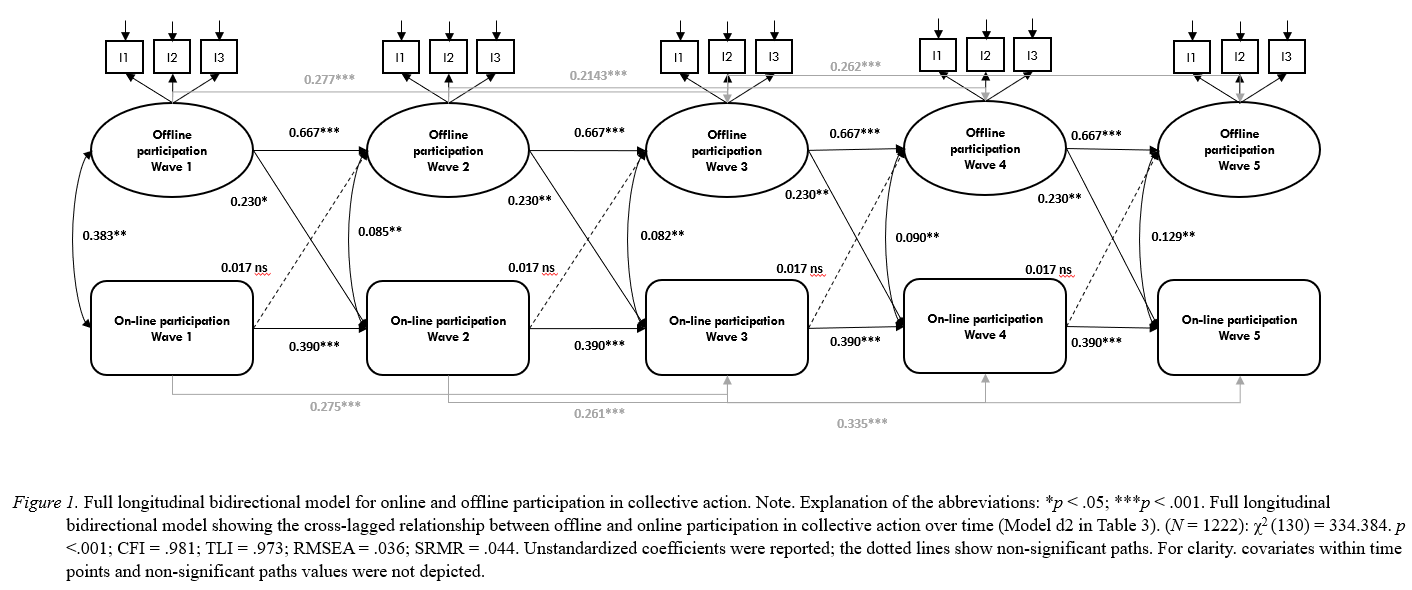 I1 I2 I3 I1 I2 I3 I1 I2 I3 I1 I2 I3 I1 I2 I3
0.277*** 0.2143*** 0.262***
Offline
participation
Wave 1
0.667***
Offline
participation
Wave 2
0.667***
Offline
participation
Wave 3
0.667***
Offline
participation
Wave 4
0.667***
Offline
participation
Wave 5
0.230* 0.230** 0.230** 0.230**
0.383** 0.085** 0.082** 0.090** 0.129**
0.017 ns 0.017 ns 0.017 ns 0.017 ns
On-line participation
Wave 1
0.390***
On-line participation
Wave 2
0.390***
On-line participation
Wave 3
0.390***
On-line participation
Wave 4
0.390***
On-line participation
Wave 5
0.275*** 0.261*** 0.335***
Figure 1. Full longitudinal bidirectional model for online and offline participation in collective action. Note. Explanation of the abbreviations: *p < .05; ***p < .001. Full longitudinal
bidirectional model showing the cross-lagged relationship between offline and online participation in collective action over time (Model d2 in Table 3). (N = 1222): χ² (130) = 334.384. p
<.001; CFI = .981; TLI = .973; RMSEA = .036; SRMR = .044. Unstandardized coefficients were reported; the dotted lines show non-significant paths. For clarity. covariates within time
points and non-significant paths values were not depicted.